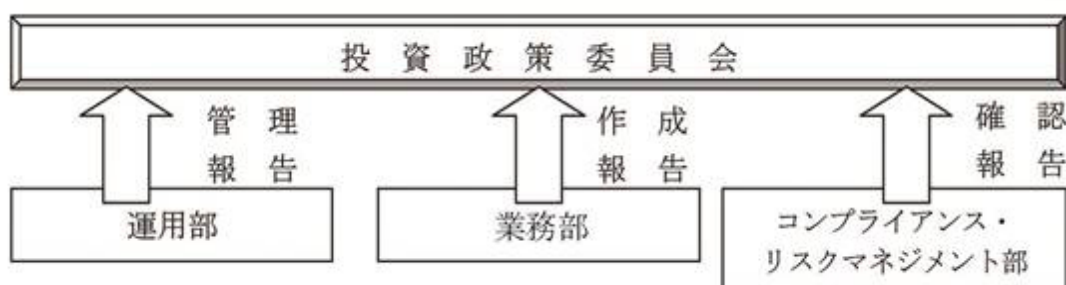 投資政策委員会
管理
報告
作成
報告
確認
報告
運用部
業務部
コンプライアンス・
リスクマネジメント部